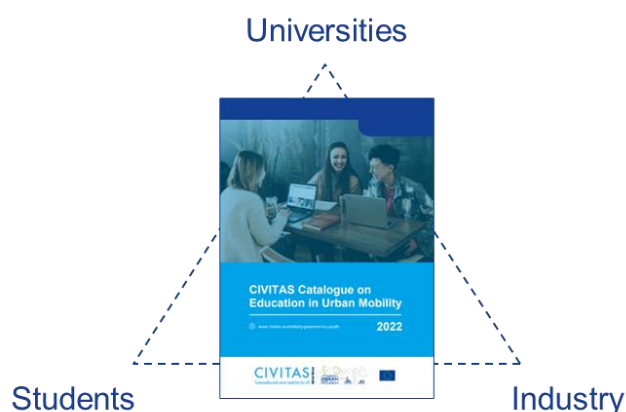 Universities
CIVITAS Catalogue on
Education in Urban Mobility
2022
CIVITAS
Students
Industry